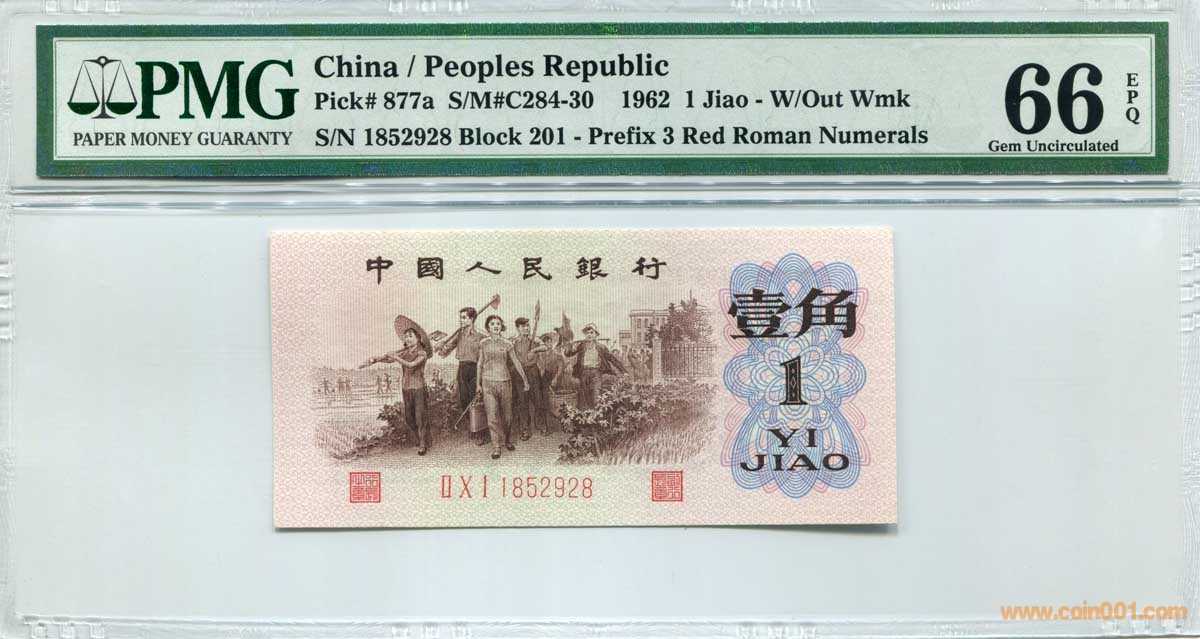 PMG
PAPER MONEY GUARANTY
China / Peoples Republic
Pick# 877a S/M#C284-30 1962 1 Jiao - W/Out Wmk
S/N 1852928 Block 201 - Prefix 3 Red Roman Numerals
66
EPQ
Gem Uncirculated
中國人民銀行
壹角
1
YI
JIAO
II X I 1852928
www.coin001.com